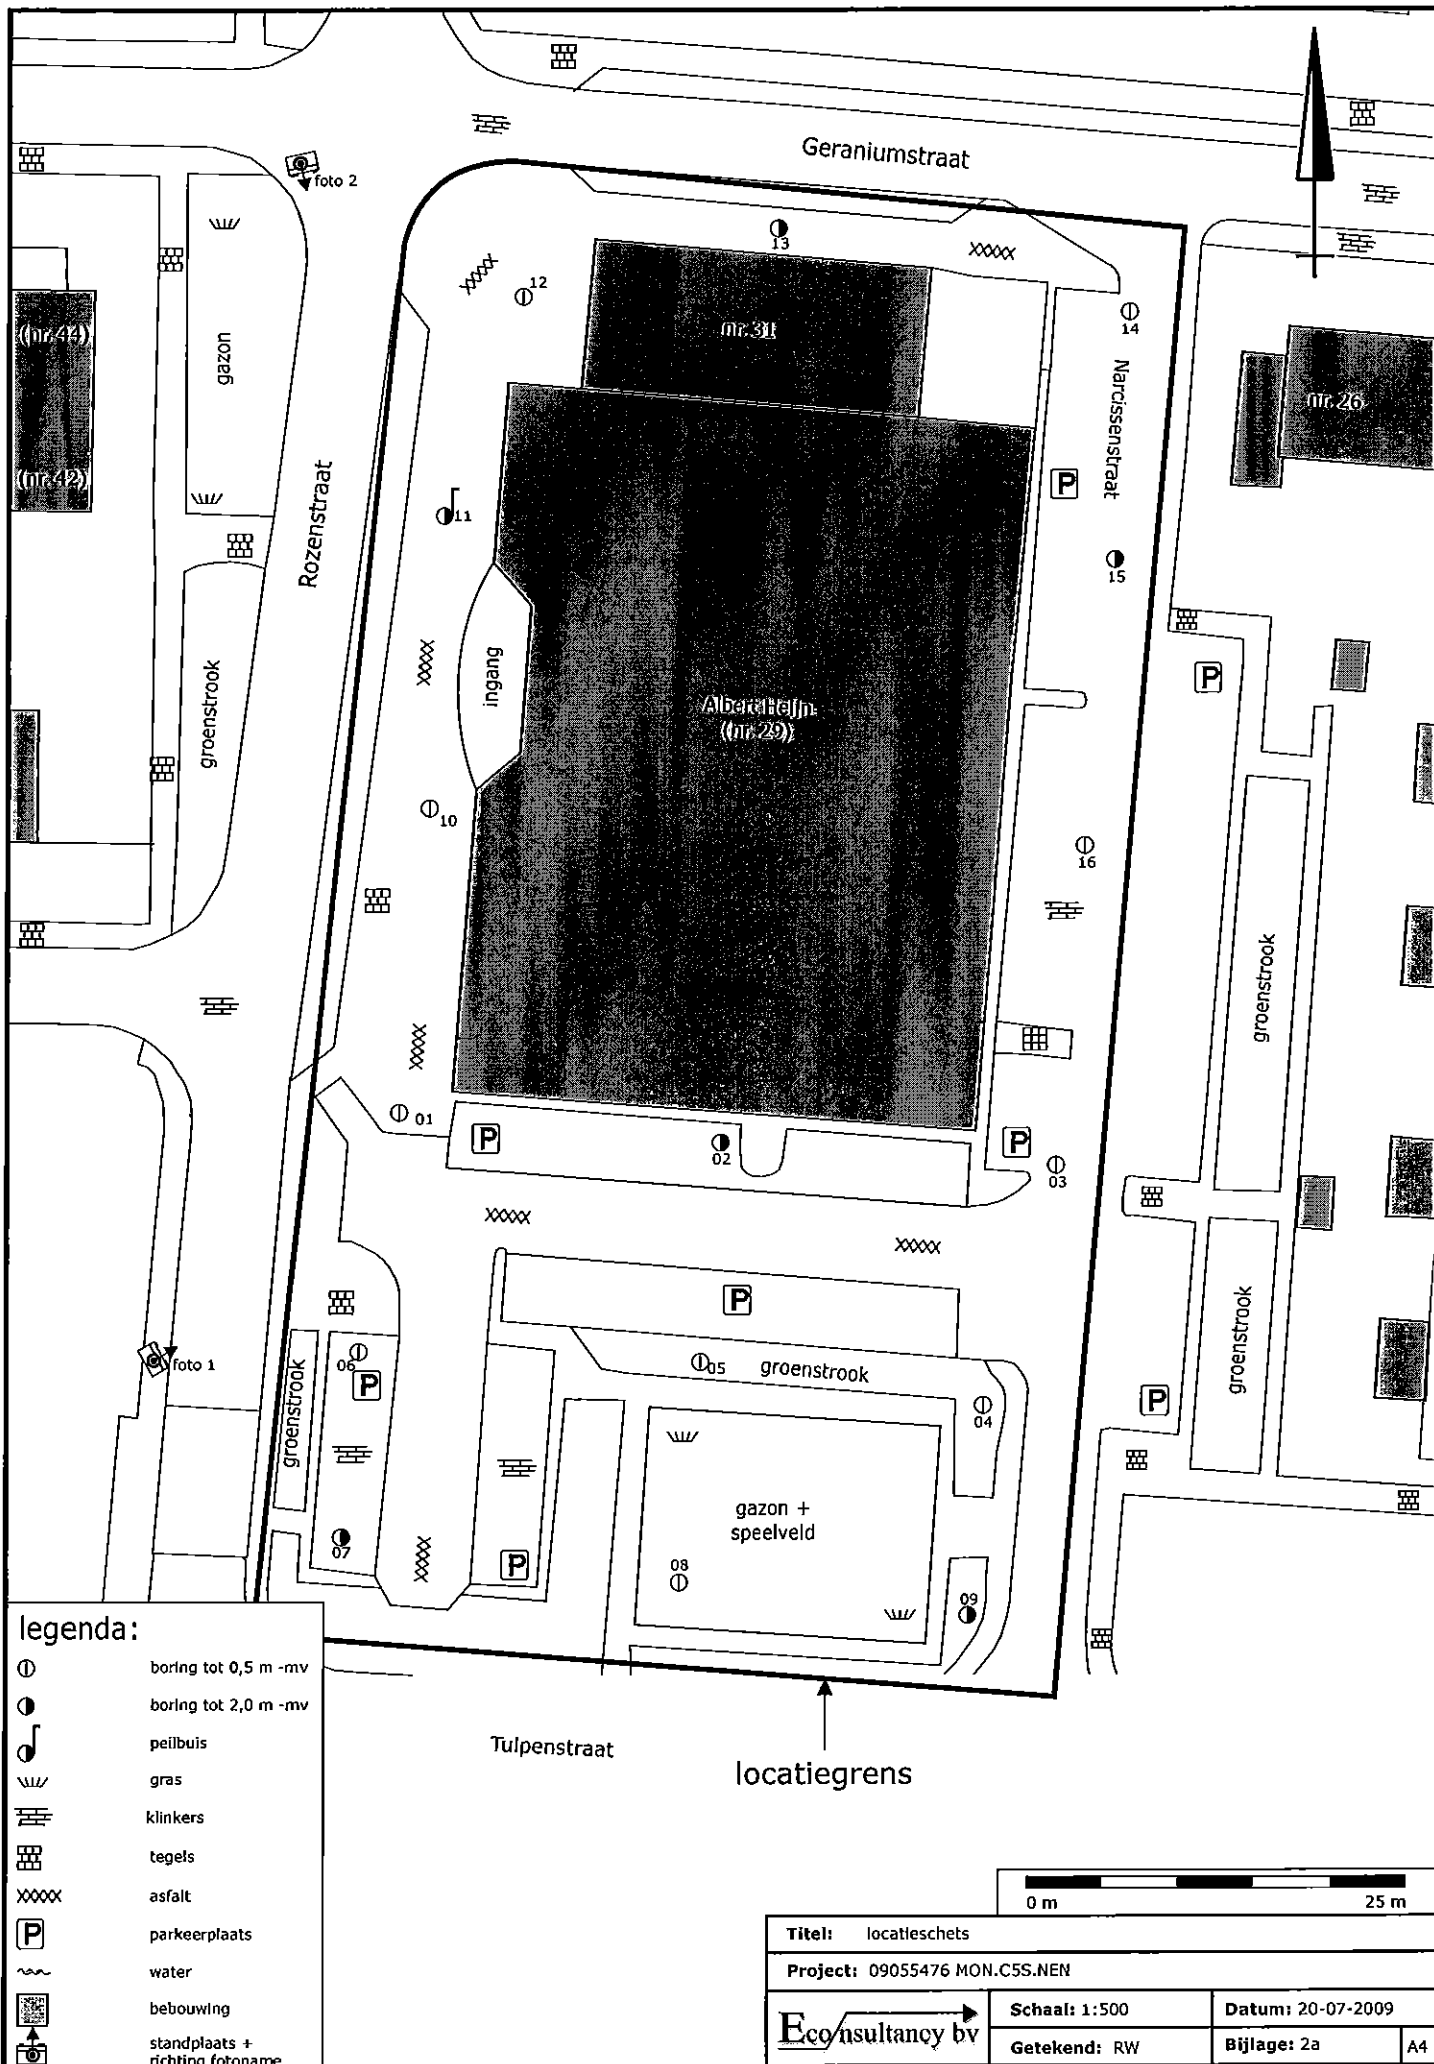 Geraniumstraat
foto 2
13
12
14
(nr. 44)
gazon
nr. 31
Narcissenstraat
nr. 26
(nr. 42)
Rozenstraat
P
11
15
groenstrook
ingang
P
Albert Heijn
(nr. 29)
10
16
groenstrook
01
P
02
P
03
P
foto 1
06
P
05
groenstrook
groenstrook
04
P
groenstrook
gazon +
speelveld
07
P
08
09
legenda:
boring tot 0,5 m -mv
boring tot 2,0 m -mv
peilbuis
gras
klinkers
tegels
asfalt
P parkeerplaats
water
bebouwing
standplaats +
richting fotoname
Tulpenstraat
locatiegrens
0 m 25 m
Titel: locatieschets
Project: 09055476 MON.C5S.NEN
Econsultancy bv
Schaal: 1:500
Datum: 20-07-2009
Getekend: RW
Bijlage: 2a
A4